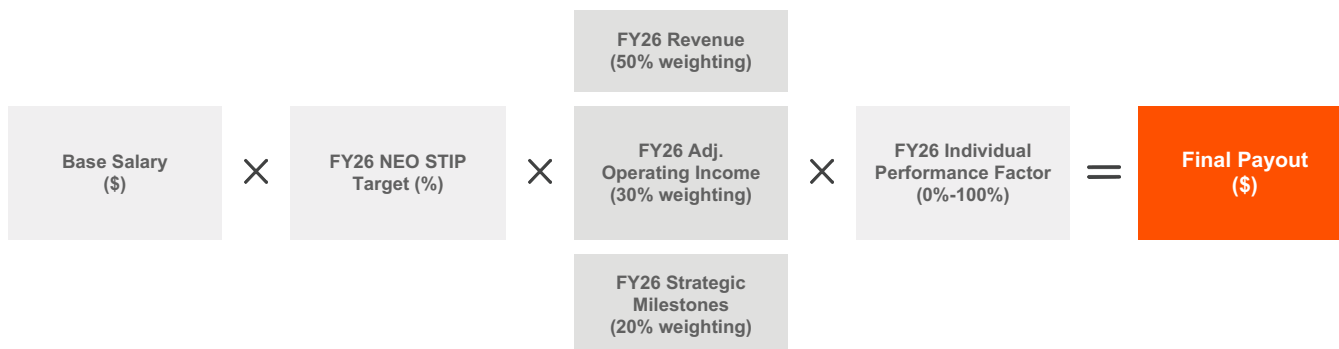 FY26 Revenue
(50% weighting)
Base Salary
($)
×
FY26 NEO STIP
Target (%)
×
FY26 Adj.
Operating Income
(30% weighting)
×
FY26 Individual
Performance Factor
(0%-100%)
=
Final Payout
($)
FY26 Strategic
Milestones
(20% weighting)